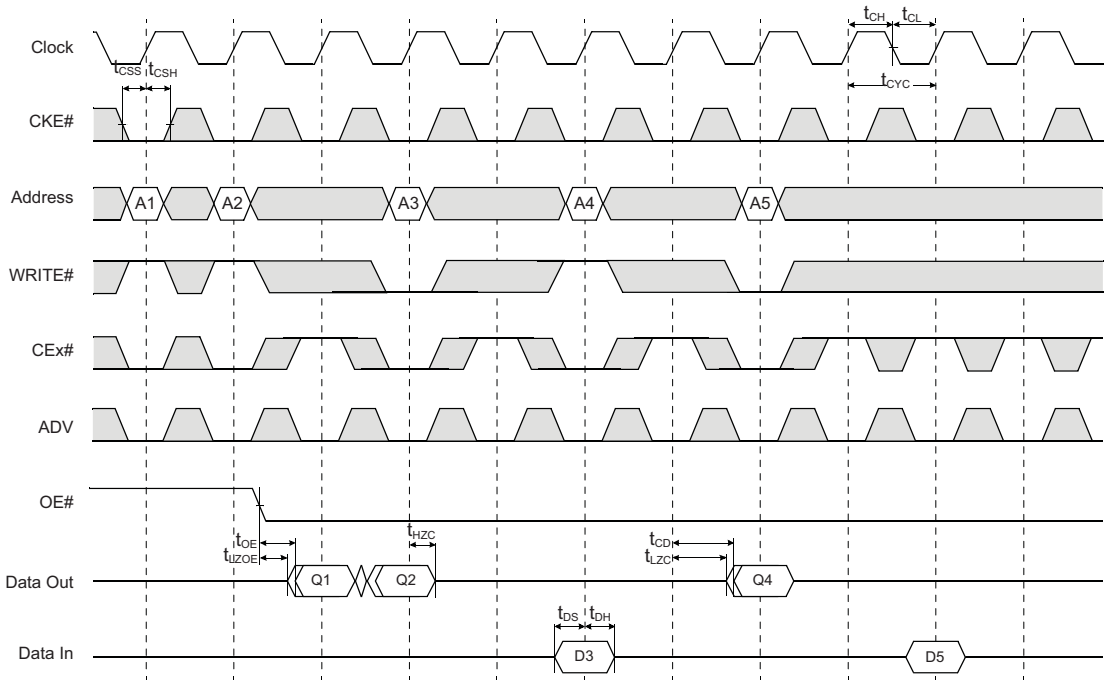 tCH tCL
Clock
tCSS tCSH
tCYC
CKE#
Address A1 A2 A3 A4 A5
WRITE#
CEx#
ADV
OE#
tOE tHZC tCD
tLZOE tLZC
Data Out Q1 Q2 Q4
tDS tDH
Data In D3 D5